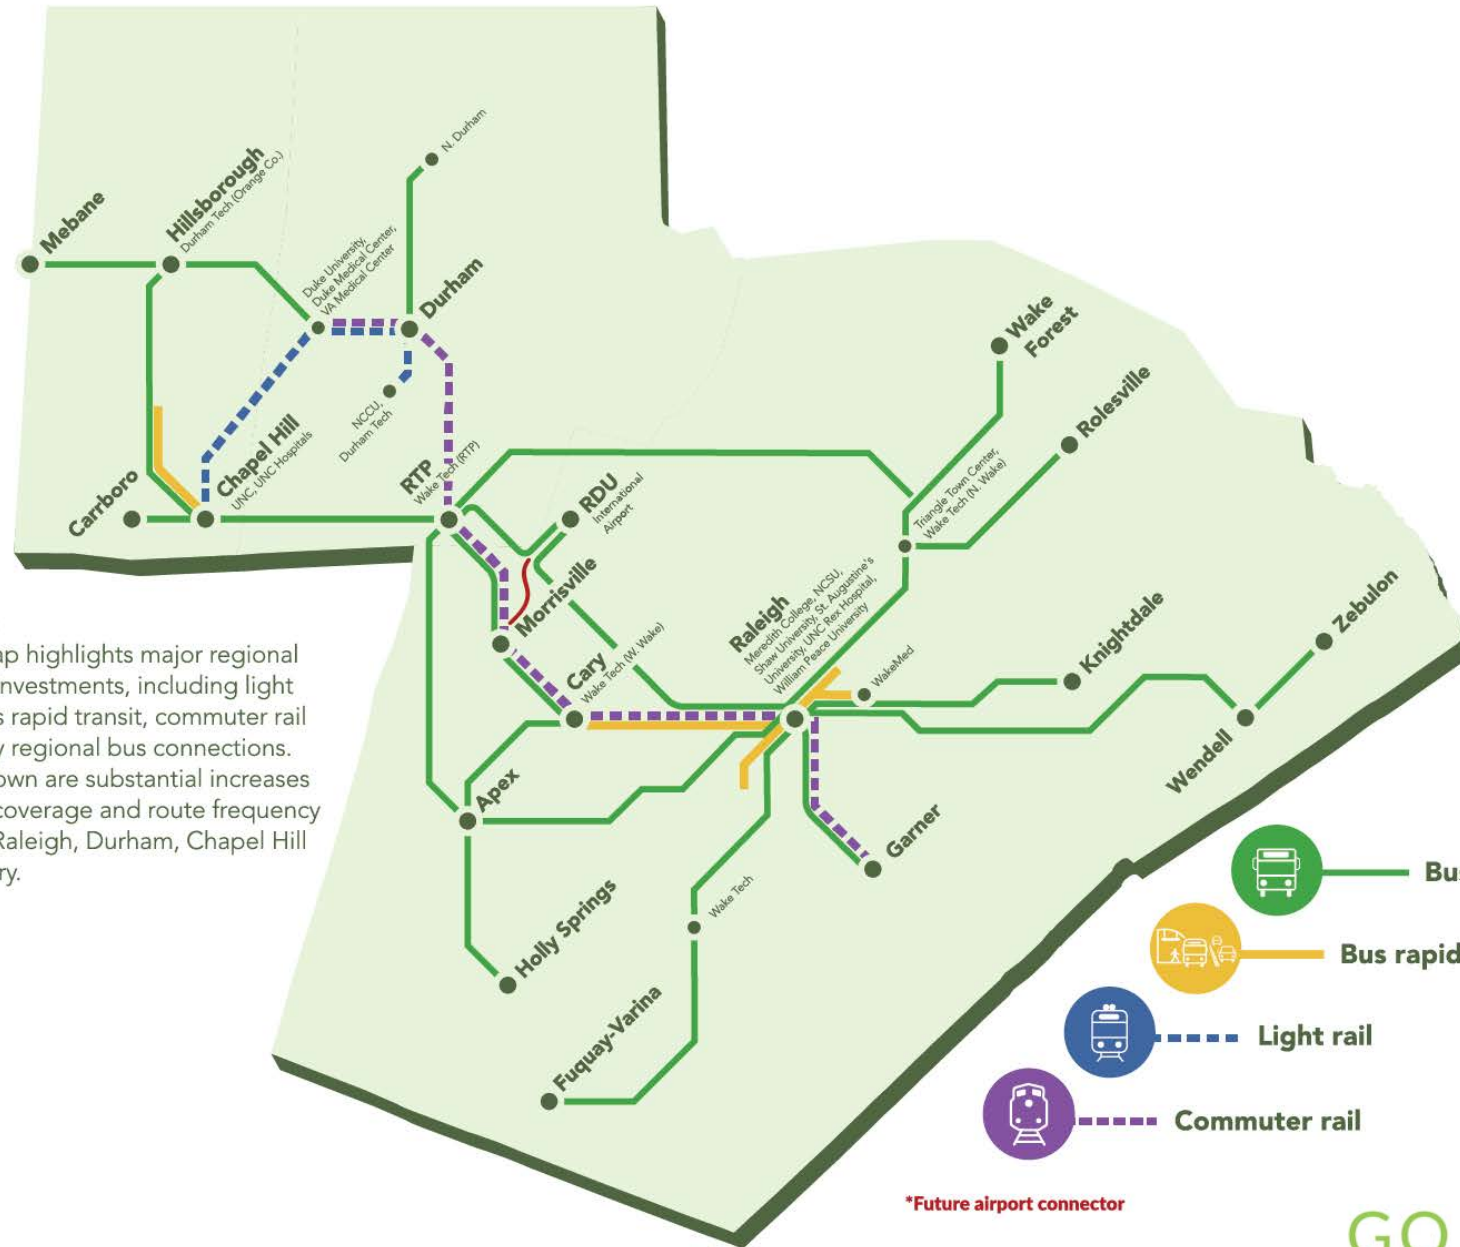 N. Durham
Mebane
Hillsborough
Durham Tech (Orange Co.)
Duke University,
Duke Medical Center,
VA Medical Center
Durham
NCCU,
Durham Tech
Chapel Hill
UNC, UNC Hospitals
Carrboro
RTP
Wake Tech (RTP)
RDU
International
Airport
Morrisville
Cary
Wake Tech (W. Wake)
Raleigh
Meredith College, NCSU,
Shaw University, St. Augustine's
University, UNC Rex Hospital,
William Peace University
WakeMed
Wake
Forest
Rolesville
Triangle Town Center,
Wake Tech (N. Wake)
Knightdale
Zebulon
Wendell
Garner
Apex
Holly Springs
Wake Tech
Fuquay-Varina
ap highlights major regional
nvestments, including light
s rapid transit, commuter rail
y regional bus connections.
own are substantial increases
coverage and route frequency
Raleigh, Durham, Chapel Hill
ry.
Bus
Bus rapid
Light rail
Commuter rail
*Future airport connector
GO